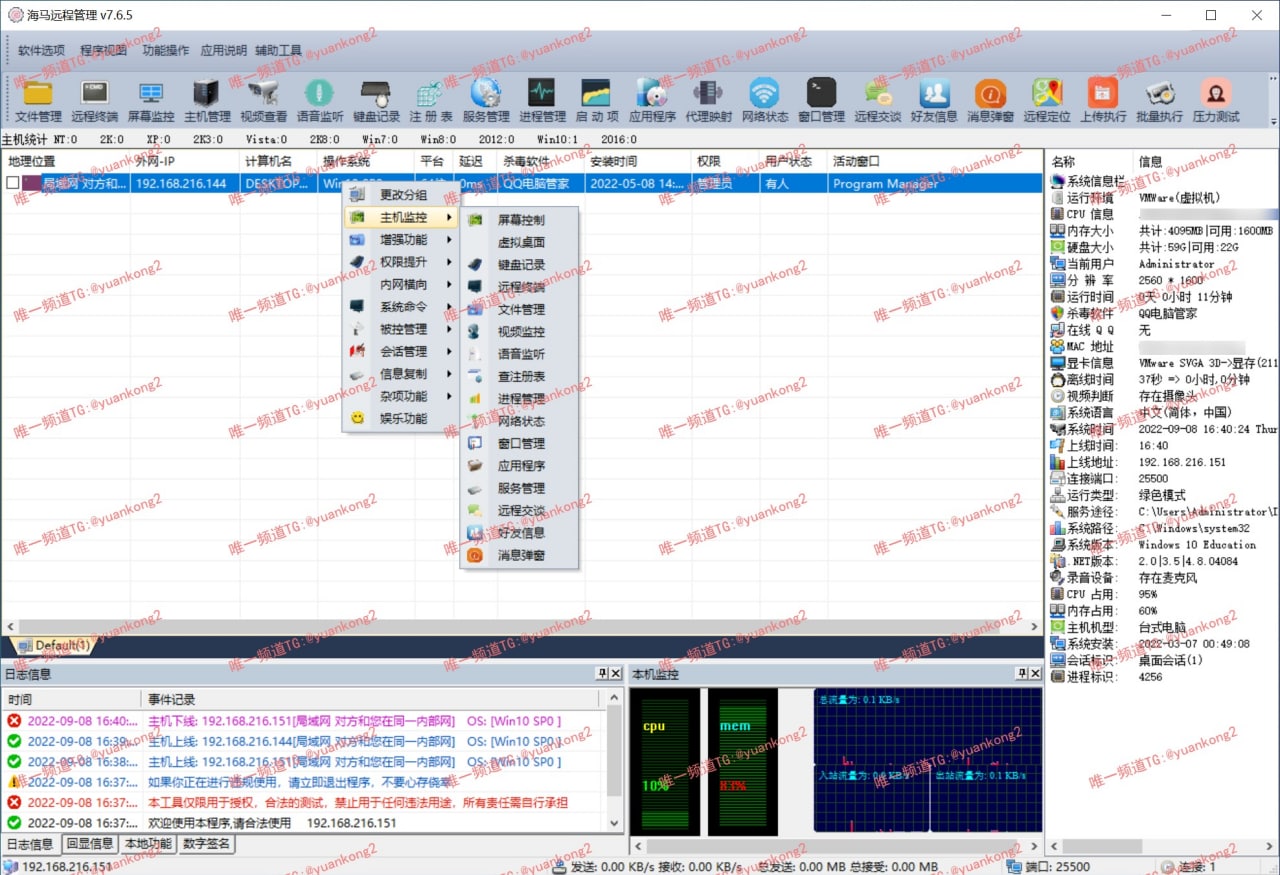 海马远程管理 v7.6.5
软件选项 程序视图 功能操作 应用说明 辅助工具
文件管理 远程终端 屏幕监控 主机管理 视频查看 语音监听 键盘记录 注 册 表 服务管理 进程管理 启 动 项 应用程序 代理映射 网络状态 窗口管理 远程交谈 好友信息 消息弹窗 远程定位 上传执行 批量执行 压力测试
主机统计 NT:0 2K:0 XP:0 2K3:0 Vista:0 2K8:0 Win7:0 Win8:0 2012:0 Win10:1 2016:0
地理位置 外网-IP 计算机名 操作系统 平台 延迟 杀毒软件 安装时间 权限 用户状态 活动窗口
局域网 对方和... 192.168.216.144 DESKTOP... Win10 SP0 0ms QQ电脑管家 2022-05-08 14:... 管理员 有人 Program Manager
更改分组
主机监控
增强功能
权限提升
内网横向
系统命令
被控管理
会话管理
信息复制
杂项功能
娱乐功能
屏幕控制
虚拟桌面
键盘记录
远程终端
文件管理
视频监控
语音监听
查注册表
进程管理
网络状态
窗口管理
应用程序
服务管理
远程交谈
好友信息
消息弹窗
名称 信息
系统信息栏
运行环境 VMWare(虚拟机)
CPU 信息
内存大小 共计:4095MB|可用:1600MB
硬盘大小 共计:59G|可用:22G
当前用户 Administrator
分 辨 率 2560 * 1600
运行时间 0天 0小时 11分钟
杀毒软件 QQ电脑管家
在线 Q Q 无
MAC 地址
显卡信息 VMware SVGA 3D->显存(211
离线时间 37秒 => 0小时,0分钟
视频判断 存在摄像头
系统语言 中文(简体，中国)
系统时间 2022-09-08 16:40:24 Thur
上线时间: 16:40
上线地址: 192.168.216.151
连接端口: 25500
运行类型: 绿色模式
服务途径: C:\Users\Administrator\D
系统路径: C:\Windows\system32
系统版本: Windows 10 Education
.NET版本: 2.0|3.5|4.8.04084
录音设备: 存在麦克风
CPU 占用: 95%
内存占用: 60%
主机机型: 台式电脑
系统安装: 2022-03-07 00:49:08
会话标识: 桌面会话(1)
进程标识: 4256
Default(1)
日志信息
时间 事件记录
2022-09-08 16:40:... 主机下线: 192.168.216.151[局域网 对方和您在同一内部网] OS: [Win10 SP0 ]
2022-09-08 16:39:... 主机上线: 192.168.216.144[局域网 对方和您在同一内部网] OS: [Win10 SP0 ]
2022-09-08 16:38:... 主机上线: 192.168.216.151[局域网 对方和您在同一内部网] OS: [Win10 SP0 ]
2022-09-08 16:37:... 如果你正在进行违规使用，请立即退出程序，不要心存侥幸
2022-09-08 16:37:... 本工具仅限用于授权，合法的测试，禁止用于任何违法用途，所有责任需自行承担
2022-09-08 16:37:... 欢迎使用本程序,请合法使用 192.168.216.151
日志信息 回显信息 本地功能 数字签名
本机监控
cpu
10%
mem
83%
总流量为: 0.1 KB/s
入站流量为: 0.0 KB/s
出站流量为: 0.1 KB/s
192.168.216.151 发送: 0.00 KB/s 接收: 0.00 KB/s 总发送: 0.00 MB 总接受: 0.00 MB 端口: 25500 连接: 1
唯一频道TG:@yuankong2